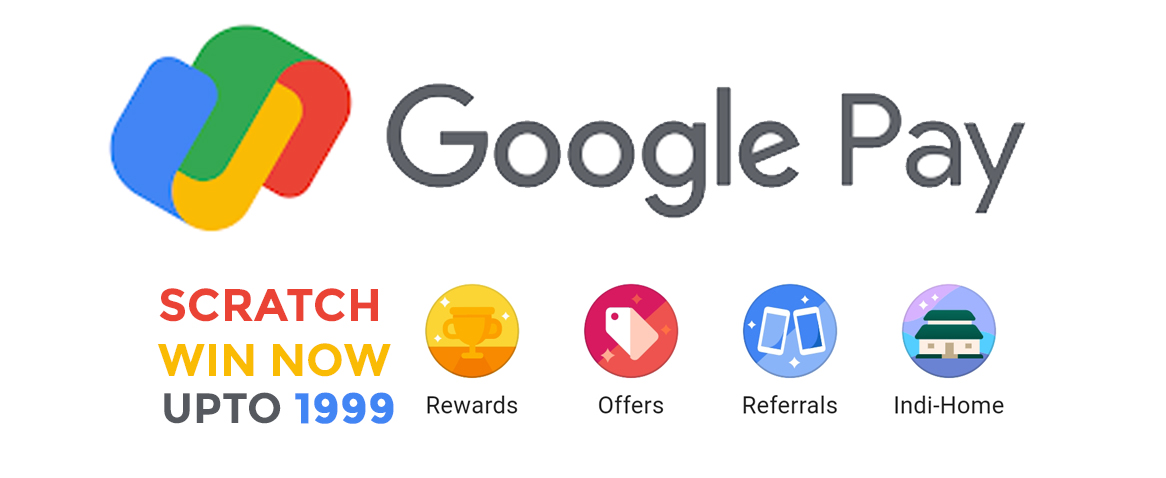 Google Pay
SCRATCH
WIN NOW
UPTO 1999
Rewards
Offers
Referrals
Indi-Home